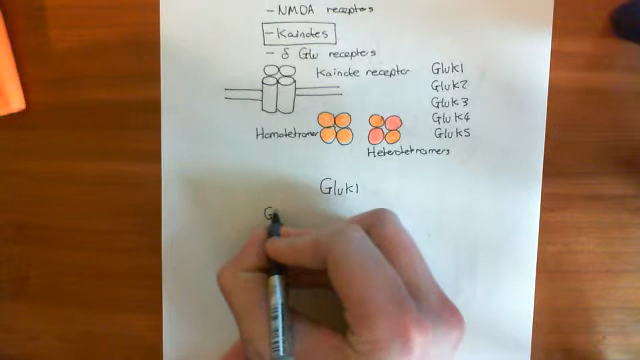 - NMDA receptors
- Kainates
- δ Glu receptors
Kainate receptor
GluK1
GluK2
GluK3
GluK4
GluK5
Homotetramer
Heterotetramers
GluK1
G